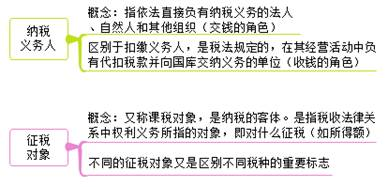 纳税
义务人
概念：指依法直接负有纳税义务的法人
、自然人和其他组织（交钱的角色）
区别于扣缴义务人，是税法规定的，在其经营活动中负
有代扣税款并向国库交纳义务的单位（收钱的角色）
征税
对象
概念：又称课税对象，是纳税的客体。是指税收法律关
系中权利义务所指的对象，即对什么征税（如所得额）
不同的征税对象又是区别不同税种的重要标志